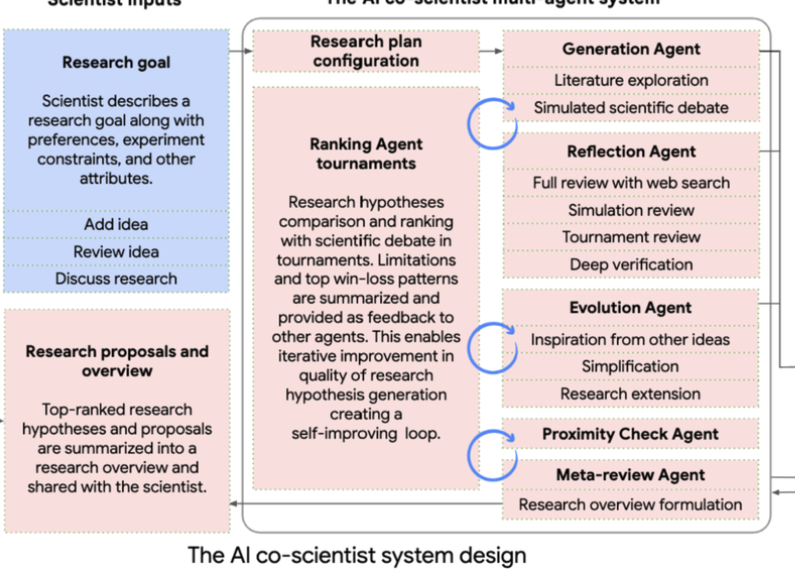 Scientist inputs
The AI co-scientist multi-agent system
Research goal
Scientist describes a
research goal along with
preferences, experiment
constraints, and other
attributes.
Add idea
Review idea
Discuss research
Research proposals and
overview
Top-ranked research
hypotheses and proposals
are summarized into a
research overview and
shared with the scientist.
Research plan
configuration
Ranking Agent
tournaments
Research hypotheses
comparison and ranking
with scientific debate in
tournaments. Limitations
and top win-loss patterns
are summarized and
provided as feedback to
other agents. This enables
iterative improvement in
quality of research
hypothesis generation
creating a
self-improving loop.
Generation Agent
Literature exploration
Simulated scientific debate
Reflection Agent
Full review with web search
Simulation review
Tournament review
Deep verification
Evolution Agent
Inspiration from other ideas
Simplification
Research extension
Proximity Check Agent
Meta-review Agent
Research overview formulation
The AI co-scientist system design